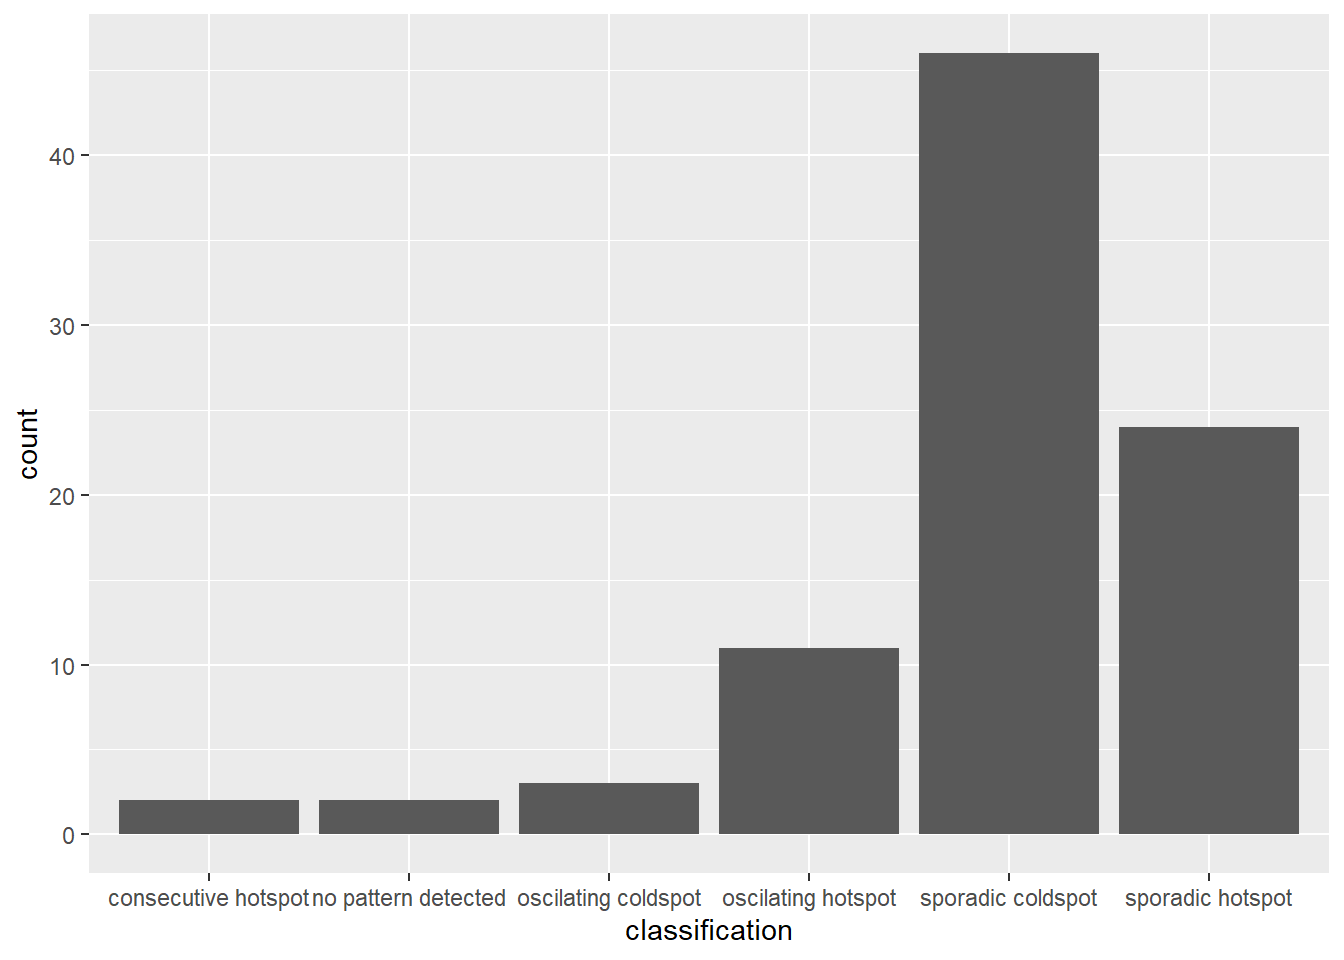 count
40
30
20
10
0
consecutive hotspot no pattern detected oscilating coldspot oscilating hotspot sporadic coldspot sporadic hotspot
classification